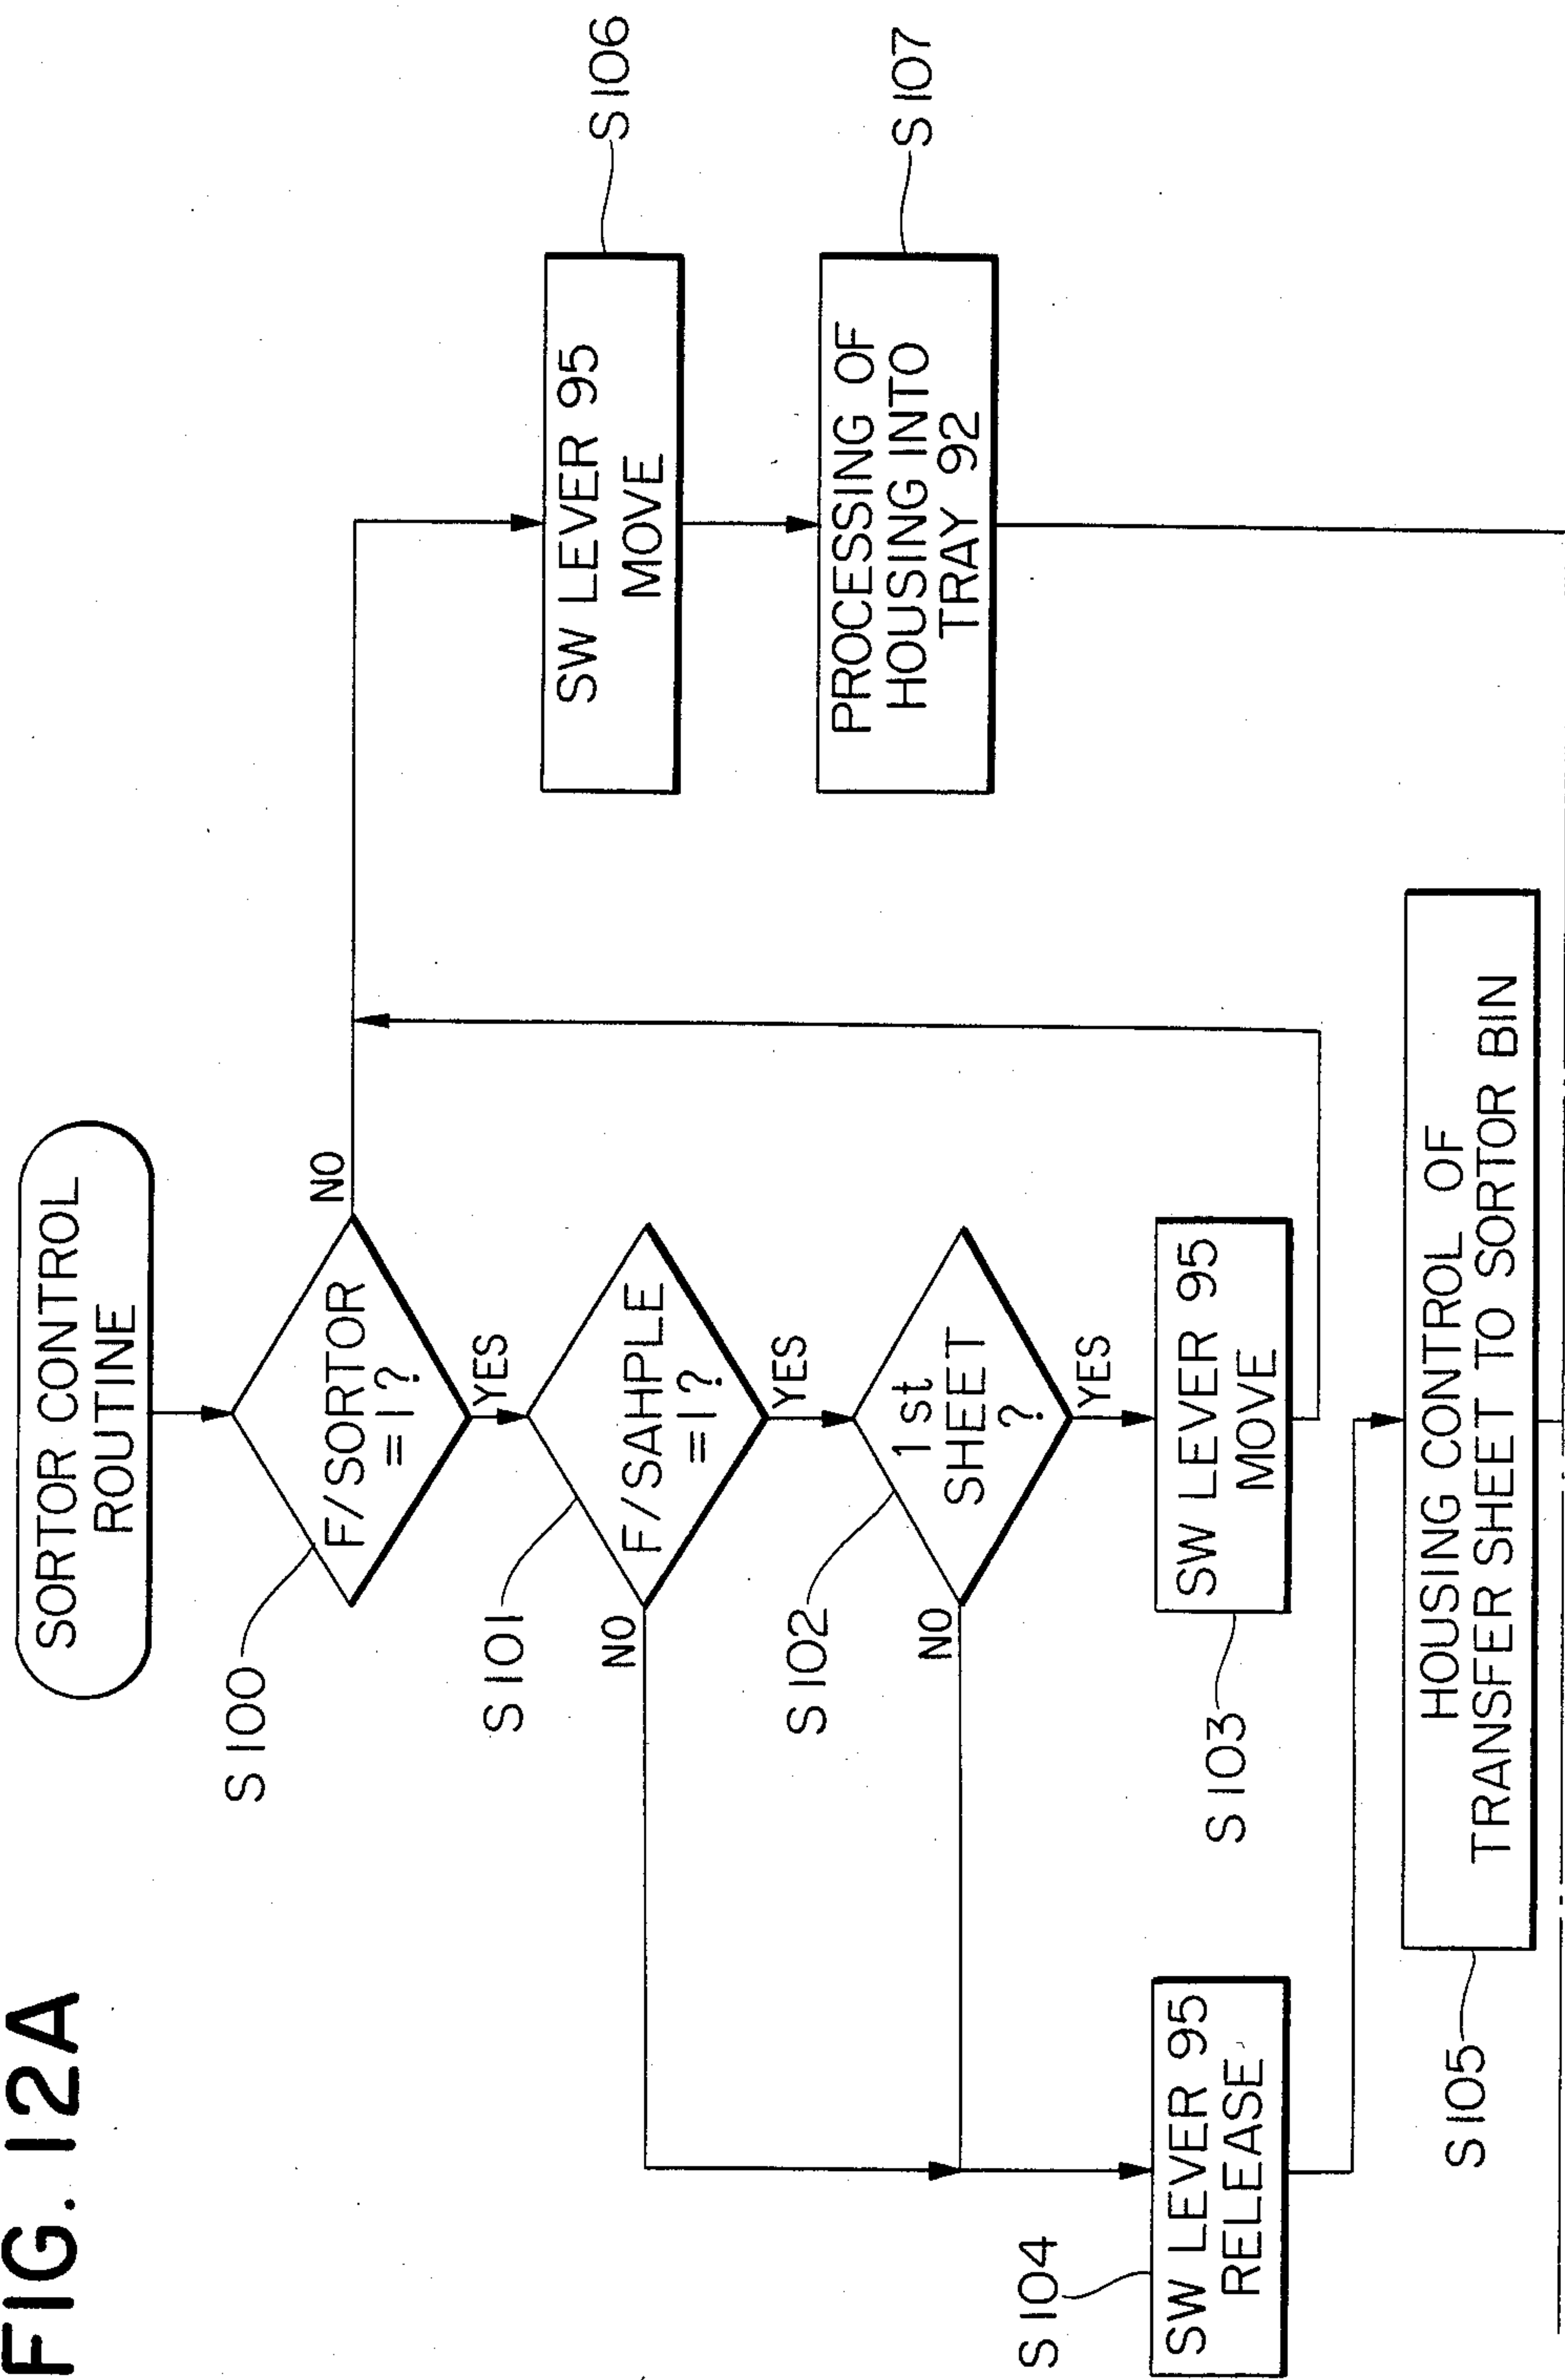 FIG. 12A
SORTOR CONTROL
ROUTINE
S100
F/SORTOR
=1?
NO
YES
S101
F/SAHPLE
=1?
NO
YES
S102
1st
SHEET
?
NO
YES
S103
SW LEVER 95
MOVE
S104
SW LEVER 95
RELEASE
S105
HOUSING CONTROL OF
TRANSFER SHEET TO SORTOR BIN
S106
SW LEVER 95
MOVE
S107
PROCESSING OF
HOUSING INTO
TRAY 92